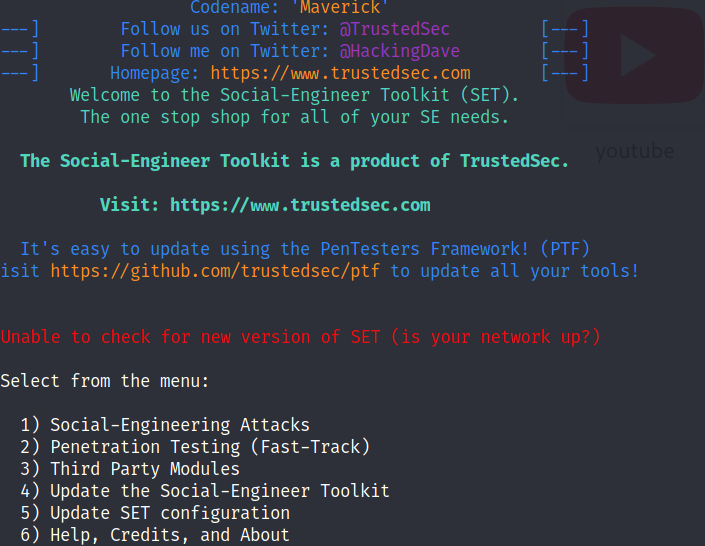 Codename: 'Maverick'
---] Follow us on Twitter: @TrustedSec [---]
---] Follow me on Twitter: @HackingDave [---]
---] Homepage: https://www.trustedsec.com [---]
Welcome to the Social-Engineer Toolkit (SET).
The one stop shop for all of your SE needs.
youtube
The Social-Engineer Toolkit is a product of TrustedSec.
Visit: https://www.trustedsec.com
It's easy to update using the PenTesters Framework! (PTF)
isit https://github.com/trustedsec/ptf to update all your tools!
Unable to check for new version of SET (is your network up?)
Select from the menu:
1) Social-Engineering Attacks
2) Penetration Testing (Fast-Track)
3) Third Party Modules
4) Update the Social-Engineer Toolkit
5) Update SET configuration
6) Help, Credits, and About